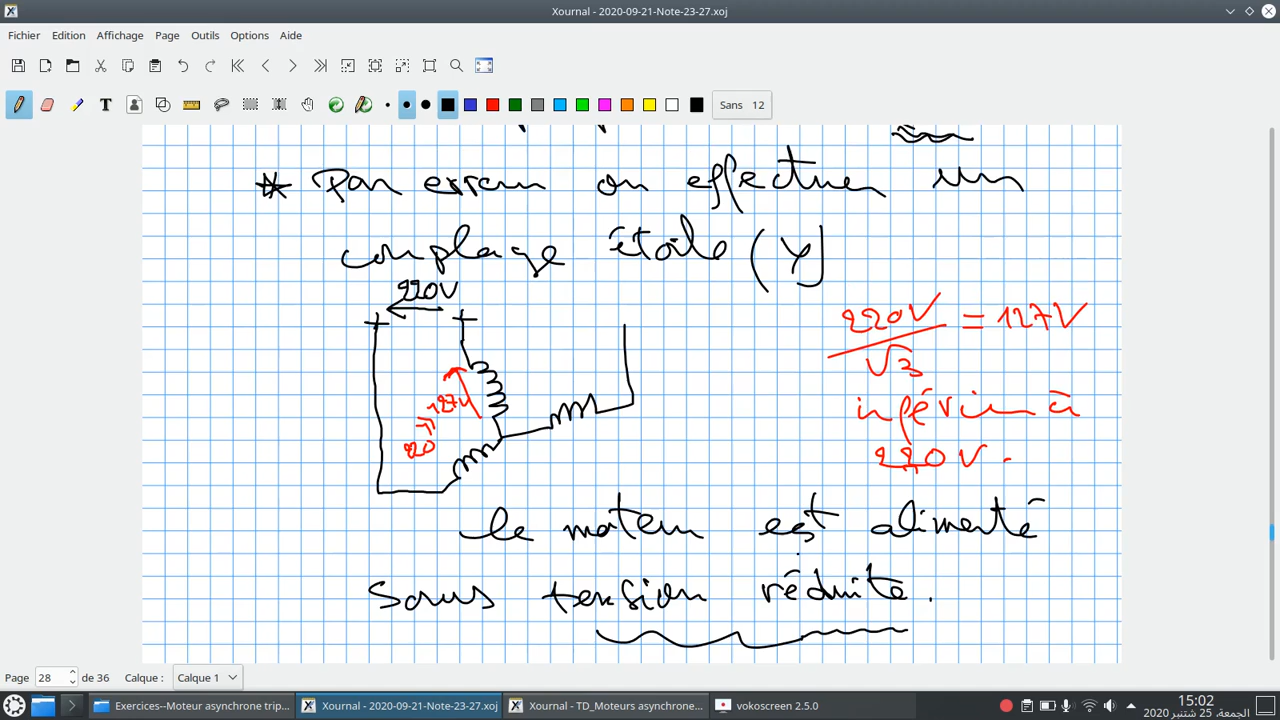 Xournal - 2020-09-21-Note-23-27.xoj
Fichier Edition Affichage Page Outils Options Aide
Sans 12
* Par erreur on effectue un
couplage étoile (Y)
220V
220V/√3 = 127V
127V
220
inférieur à
220V.
le moteur est alimenté
sous tension réduite.
Page 28 de 36 Calque : Calque 1
Exercices--Moteur asynchrone trip...
Xournal - 2020-09-21-Note-23-27.xoj
Xournal - TD_Moteurs asynchrone...
vokoscreen 2.5.0
15:02
الجمعة، 25 شتنبر 2020